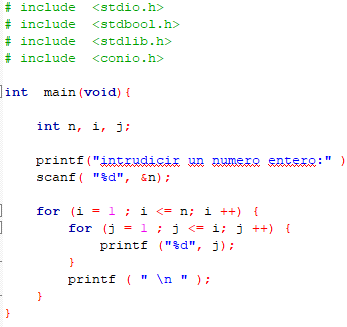 # include <stdio.h>
# include <stdbool.h>
# include <stdlib.h>
# include <conio.h>
int main(void){
int n, i, j;
printf("intrudicir un numero entero:" )
scanf( "%d", &n);
for (i = 1 ; i <= n; i ++) {
for (j = 1 ; j <= i; j ++) {
printf ("%d", j);
}
printf ( " \n " );
}
}